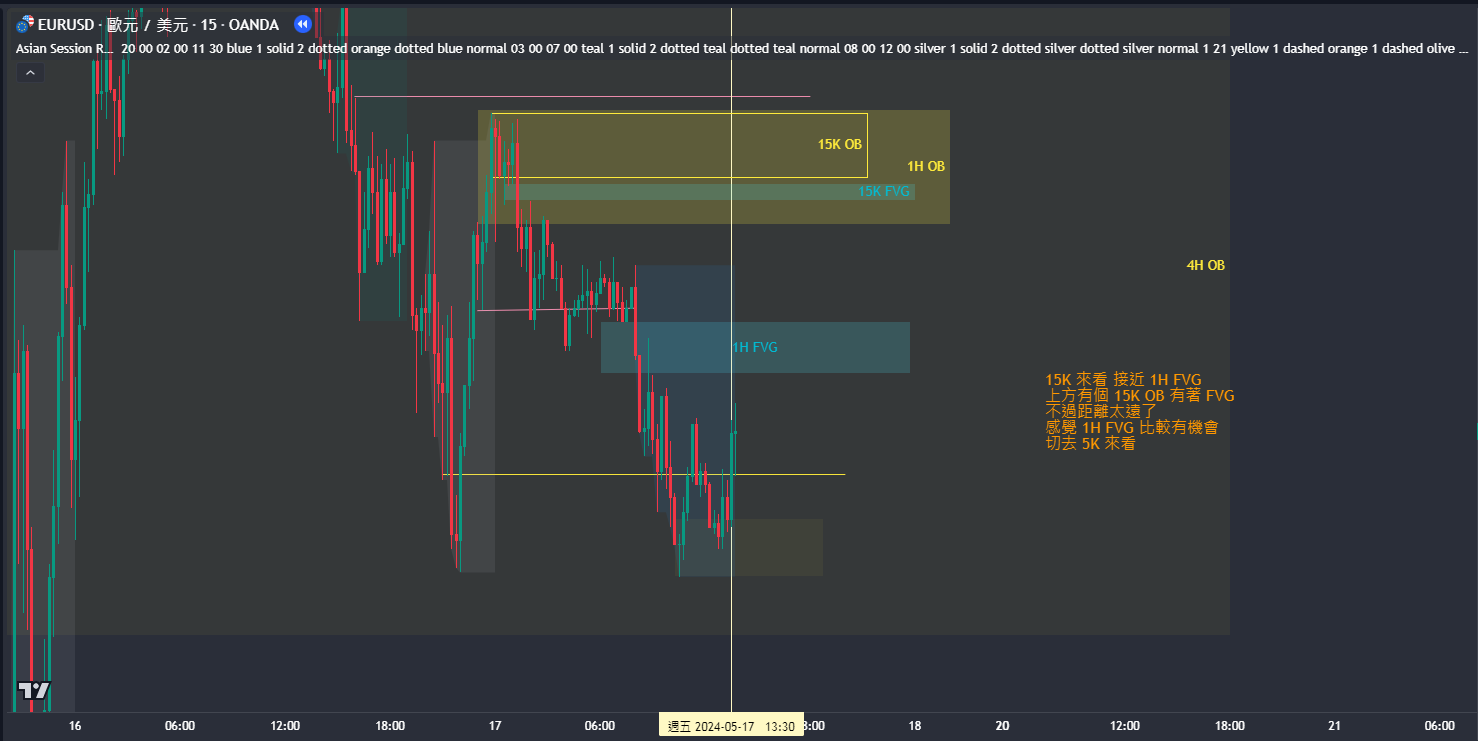 EURUSD · 歐元 / 美元 · 15 · OANDA
Asian Session R... 20 00 02 00 11 30 blue 1 solid 2 dotted orange dotted blue normal 03 00 07 00 teal 1 solid 2 dotted teal dotted teal normal 08 00 12 00 silver 1 solid 2 dotted silver dotted silver normal 1 21 yellow 1 dashed orange 1 dashed olive ...
15K OB
1H OB
15K FVG
4H OB
1H FVG
15K 來看 接近 1H FVG
上方有個 15K OB 有著 FVG
不過距離太遠了
感覺 1H FVG 比較有機會
切去 5K 來看
16 06:00 12:00 18:00 17 06:00 週五 2024-05-17 13:30 8:00 18 20 12:00 18:00 21 06:00